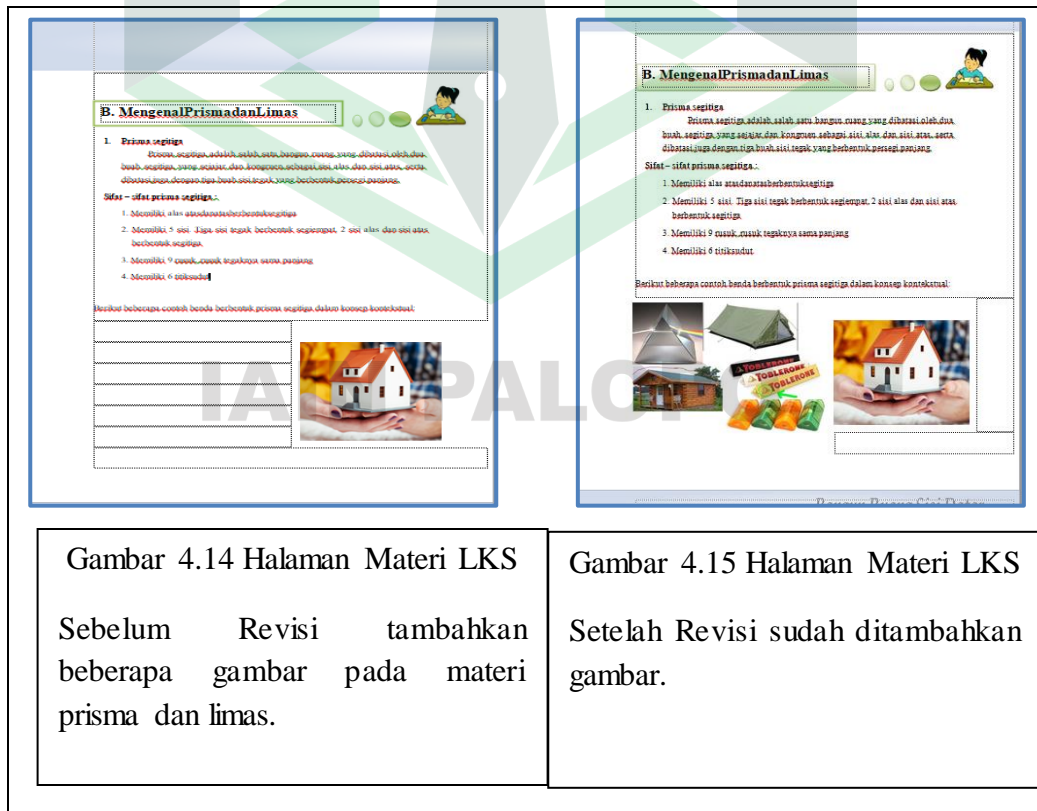 B. MengenalPrismadanLimas
1. Prisma segitiga
Prisma segitiga adalah salah satu bangun ruang yang dibatasi oleh dua
buah segitiga yang sejajar dan kongruen sebagai sisi alas dan sisi atas, serta
dibatasi juga dengan tiga buah sisi tegak yang berbentuk persegi panjang.
Sifat – sifat prisma segitiga :
1. Memiliki alas atasdanatasberbentuksegitiga
2. Memiliki 5 sisi. Tiga sisi tegak berbentuk segiempat, 2 sisi alas dan sisi atas
berbentuk segitiga.
3. Memiliki 9 rusuk, rusuk tegaknya sama panjang
4. Memiliki 6 titiksudut
Berikut beberapa contoh benda berbentuk prisma segitiga dalam konsep kontekstual:
B. MengenalPrismadanLimas
1. Prisma segitiga
Prisma segitiga adalah salah satu bangun ruang yang dibatasi oleh dua
buah segitiga yang sejajar dan kongruen sebagai sisi alas dan sisi atas, serta
dibatasi juga dengan tiga buah sisi tegak yang berbentuk persegi panjang.
Sifat – sifat prisma segitiga :
1. Memiliki alas atasdanatasberbentuksegitiga
2. Memiliki 5 sisi. Tiga sisi tegak berbentuk segiempat, 2 sisi alas dan sisi atas
berbentuk segitiga.
3. Memiliki 9 rusuk, rusuk tegaknya sama panjang
4. Memiliki 6 titiksudut
Berikut beberapa contoh benda berbentuk prisma segitiga dalam konsep kontekstual:
TOBLERONE
TOBLERONE
TOBLERONE
Bangun Ruang Sisi Datar
IAIN PALOPO
Gambar 4.14 Halaman Materi LKS
Sebelum Revisi tambahkan
beberapa gambar pada materi
prisma dan limas.
Gambar 4.15 Halaman Materi LKS
Setelah Revisi sudah ditambahkan
gambar.